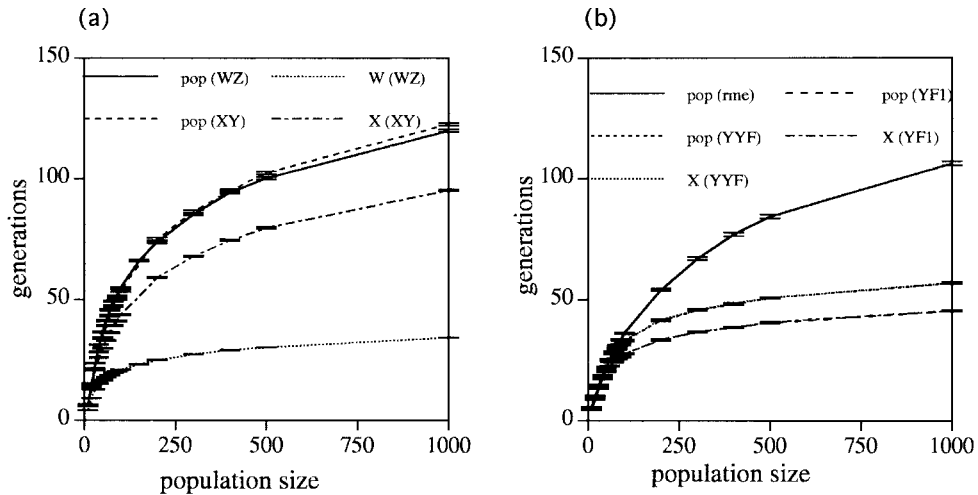 (a)
150
100
50
0
generations
pop (WZ)
W (WZ)
pop (XY)
X (XY)
0
250
500
750
1000
population size
(b)
150
100
50
0
generations
pop (rme)
pop (YF1)
pop (YYF)
X (YF1)
X (YYF)
0
250
500
750
1000
population size